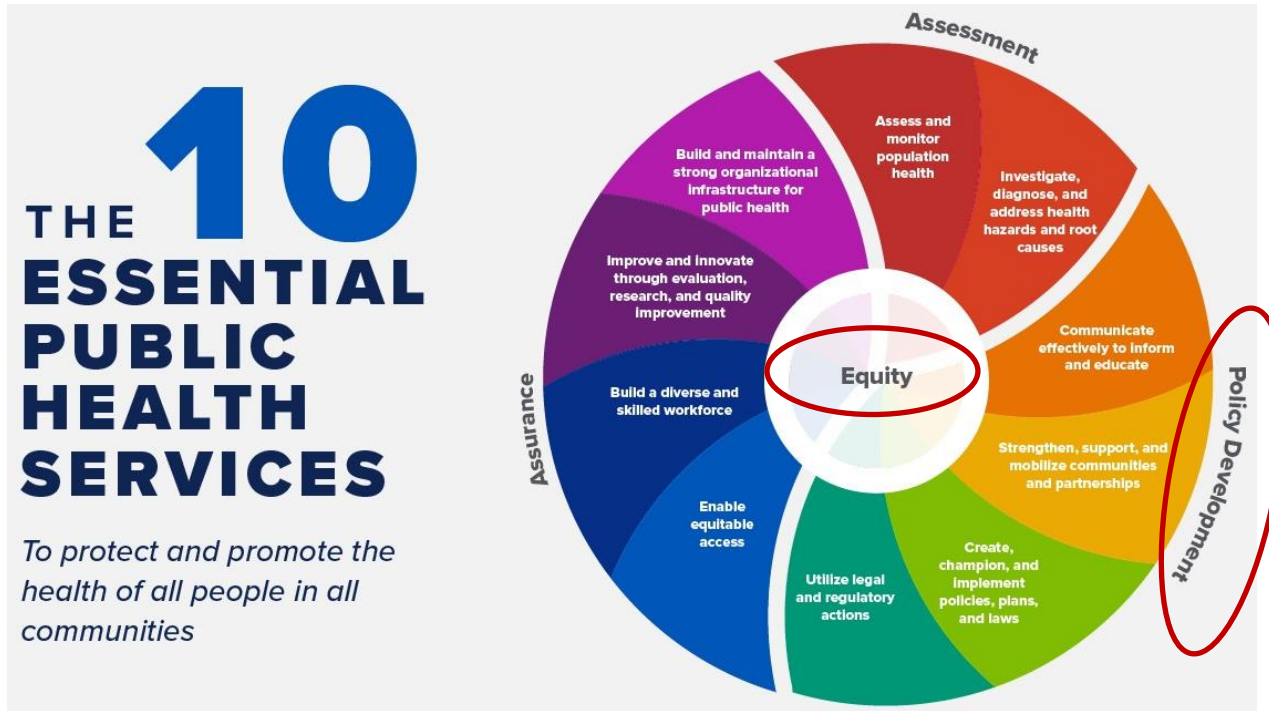 THE 10
ESSENTIAL
PUBLIC
HEALTH
SERVICES
To protect and promote the
health of all people in all
communities
Assessment
Assess and
monitor
population
health
Investigate,
diagnose, and
address health
hazards and root
causes
Policy Development
Communicate
effectively to inform
and educate
Strengthen, support, and
mobilize communities
and partnerships
Create,
champion, and
implement
policies, plans,
and laws
Utilize legal
and regulatory
actions
Assurance
Enable
equitable
access
Build a diverse and
skilled workforce
Improve and innovate
through evaluation,
research, and quality
improvement
Build and maintain a
strong organizational
infrastructure for
public health
Equity